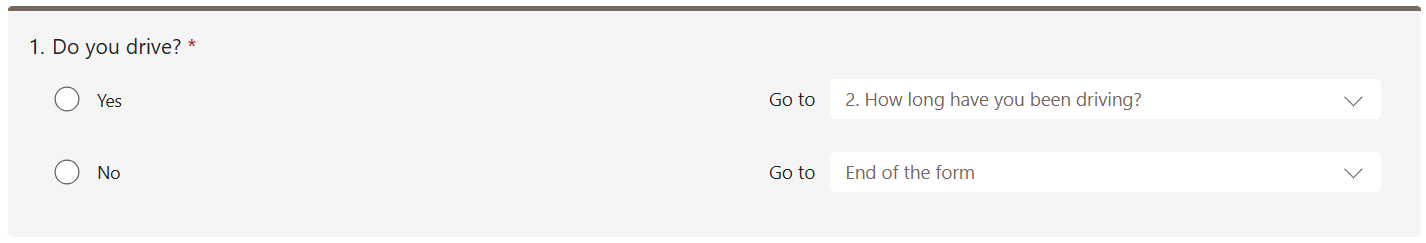 1. Do you drive? *
Yes Go to 2. How long have you been driving?
No Go to End of the form